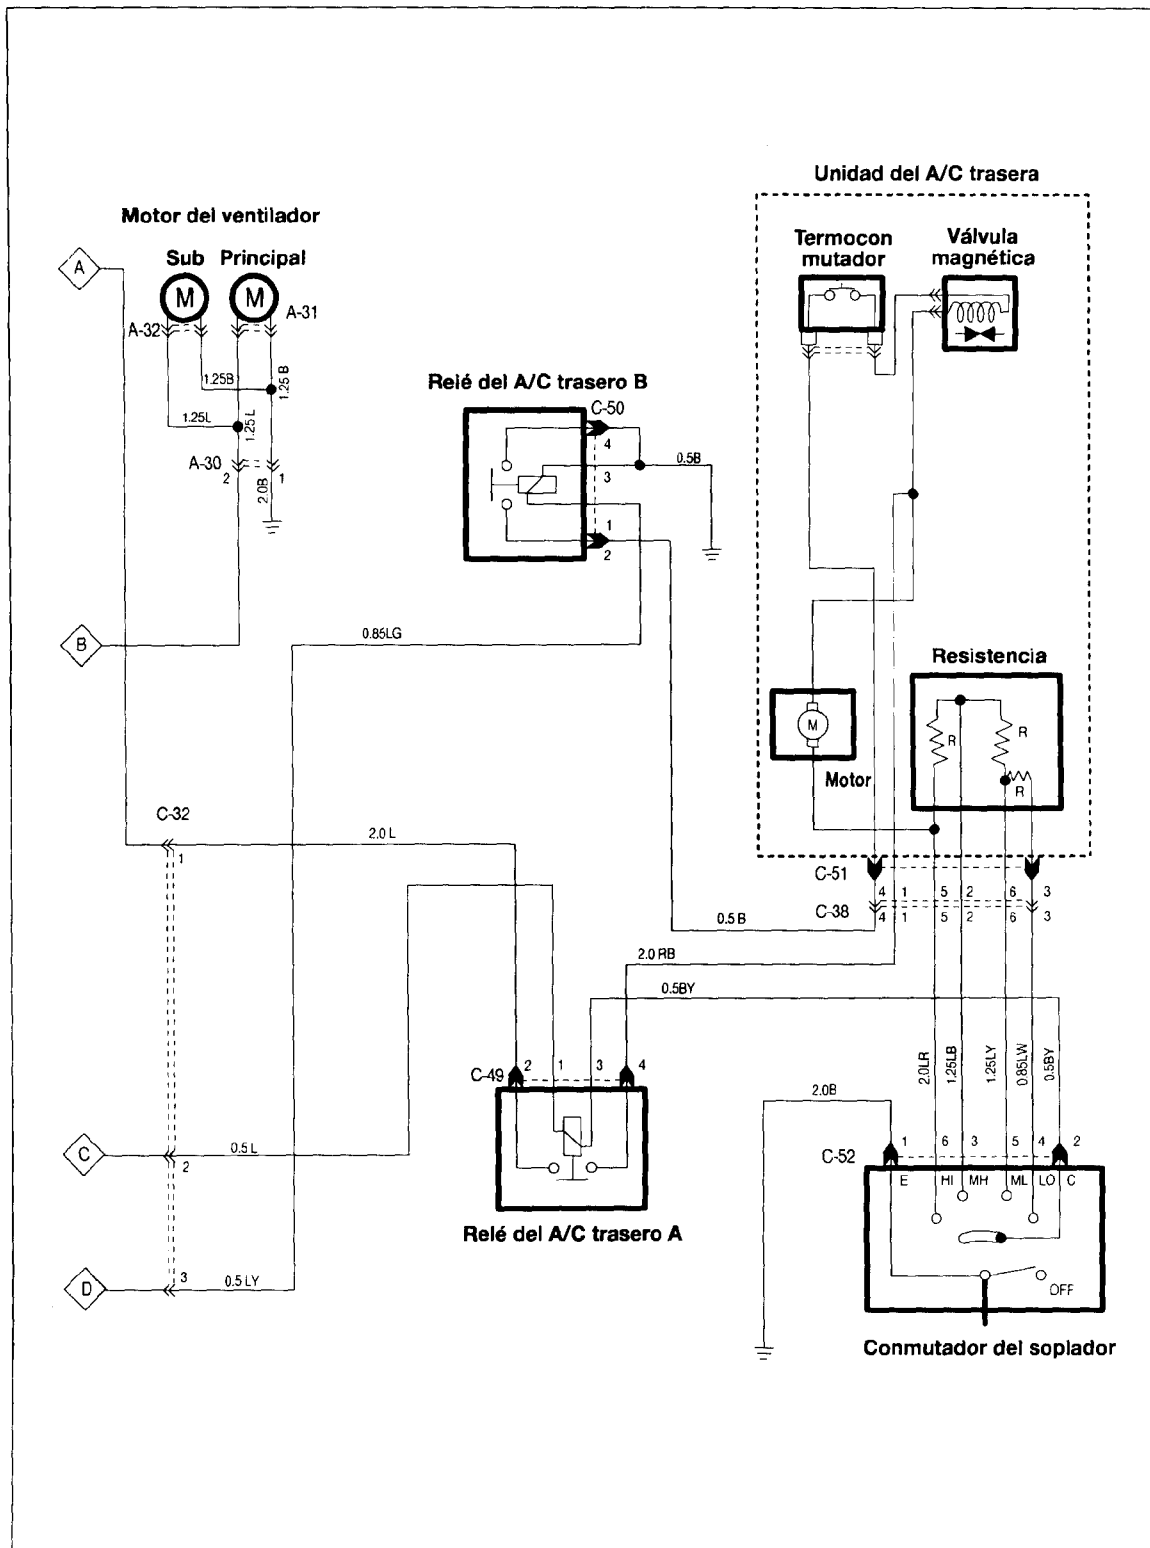 Unidad del A/C trasera
Motor del ventilador
Sub Principal
Termocon
mutador
Válvula
magnética
A
M M
A-31
A-32
1.25B
1.25 B
1.25L
1.25 L
A-30
2 1
2.0B
Relé del A/C trasero B
C-50
4
3
0.5B
1
2
B
0.85LG
Resistencia
M
Motor
R R
R
C-32
1
2.0 L
C-51
4 1 5 2 6 3
C-38
4 1 5 2 6 3
0.5 B
2.0 RB
0.5BY
2.0LR
1.25LB
1.25LY
0.85LW
0.5BY
C-49
2 1 3 4
2.0B
C
2
0.5 L
C-52
1 6 3 5 4 2
E HI MH ML LO C
OFF
Relé del A/C trasero A
D
3
0.5 LY
Conmutador del soplador